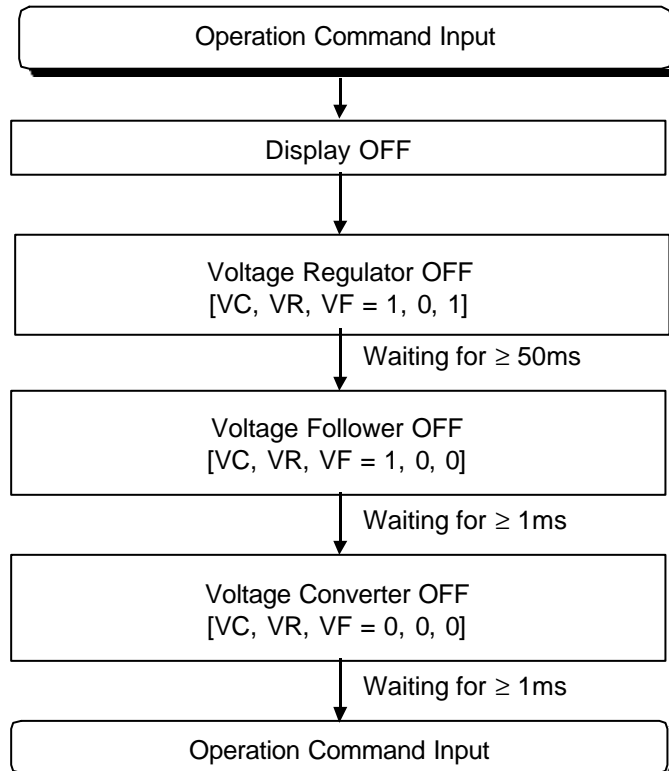 Operation Command Input
Display OFF
Voltage Regulator OFF
[VC, VR, VF = 1, 0, 1]
Waiting for ≥ 50ms
Voltage Follower OFF
[VC, VR, VF = 1, 0, 0]
Waiting for ≥ 1ms
Voltage Converter OFF
[VC, VR, VF = 0, 0, 0]
Waiting for ≥ 1ms
Operation Command Input